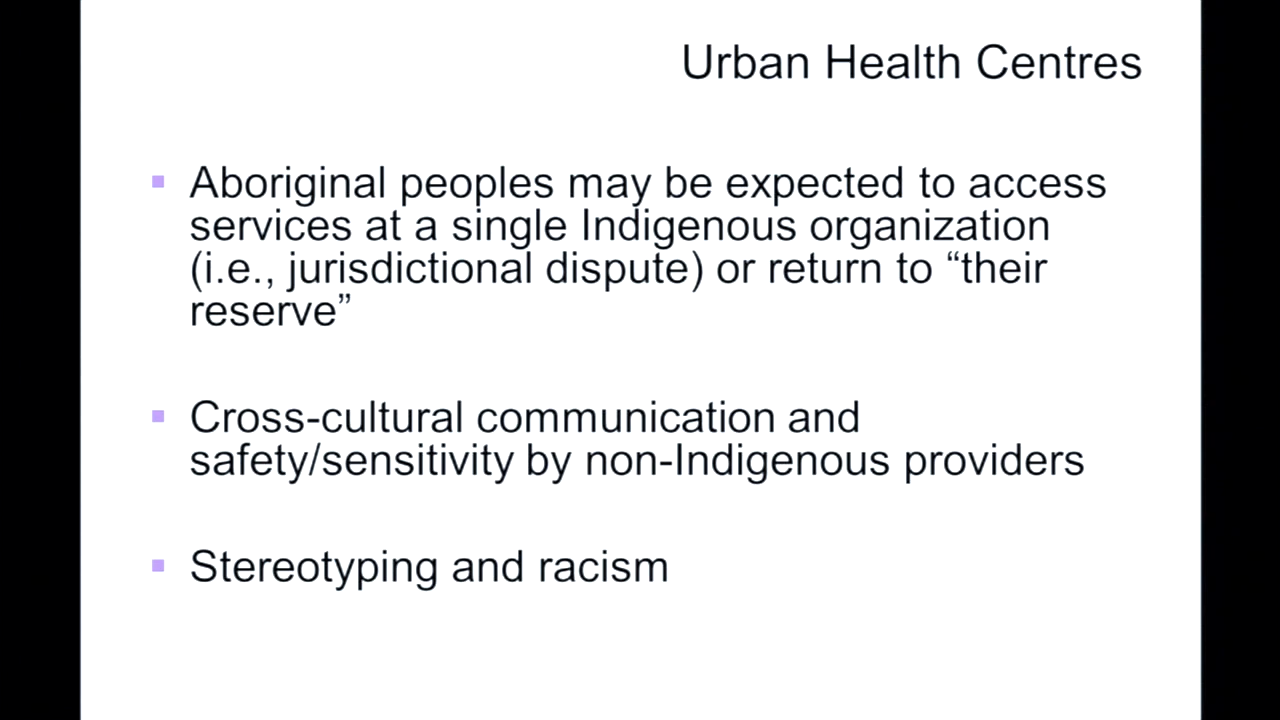 Urban Health Centres
Aboriginal peoples may be expected to access
services at a single Indigenous organization
(i.e., jurisdictional dispute) or return to “their
reserve”
Cross-cultural communication and
safety/sensitivity by non-Indigenous providers
Stereotyping and racism